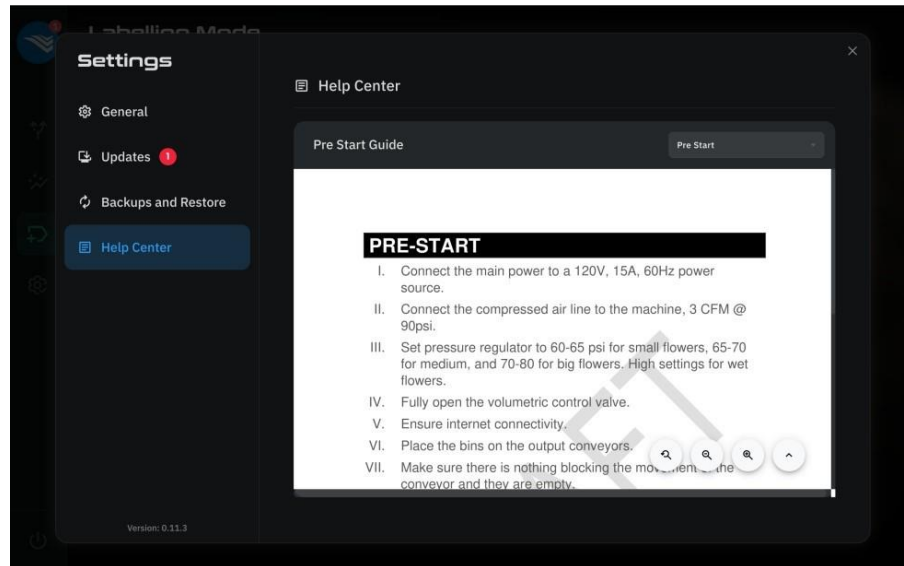 Labelling Mode
Settings
General
Updates 1
Backups and Restore
Help Center
Version: 0.11.3
Help Center
Pre Start Guide
Pre Start
PRE-START
I. Connect the main power to a 120V, 15A, 60Hz power
source.
II. Connect the compressed air line to the machine, 3 CFM @
90psi.
III. Set pressure regulator to 60-65 psi for small flowers, 65-70
for medium, and 70-80 for big flowers. High settings for wet
flowers.
IV. Fully open the volumetric control valve.
V. Ensure internet connectivity.
VI. Place the bins on the output conveyors.
VII. Make sure there is nothing blocking the movement of the
conveyor and they are empty.